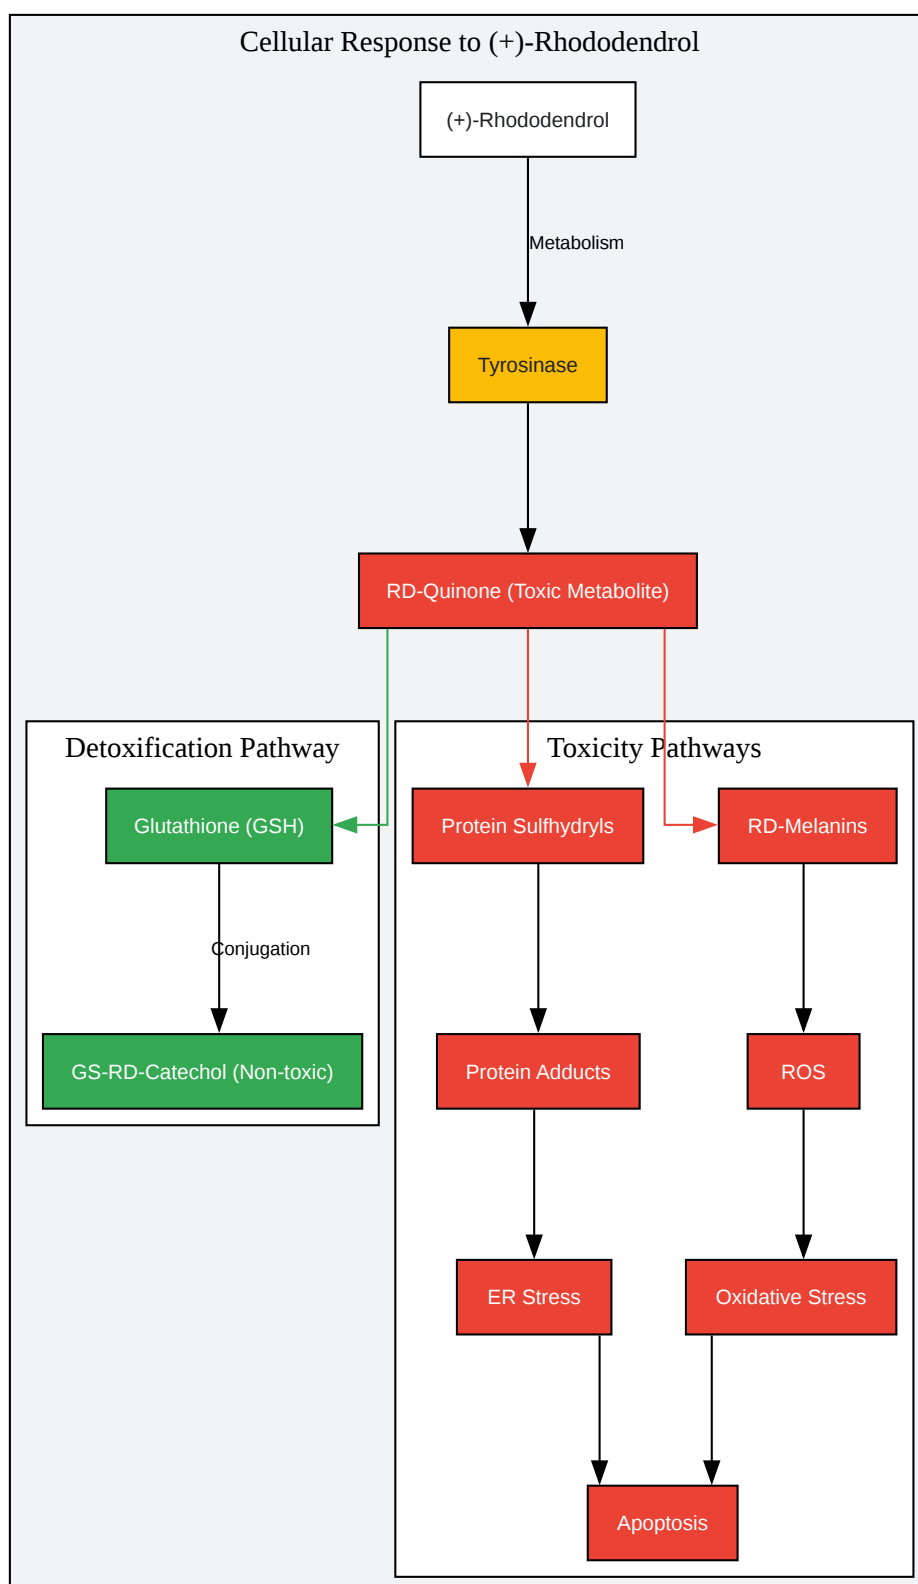 Cellular Response to (+)-Rhododendrol
(+)-Rhododendrol
Metabolism
Tyrosinase
RD-Quinone (Toxic Metabolite)
Detoxification Pathway
Toxicity Pathways
Glutathione (GSH)
Protein Sulfhydryls
RD-Melanins
Conjugation
GS-RD-Catechol (Non-toxic)
Protein Adducts
ROS
ER Stress
Oxidative Stress
Apoptosis